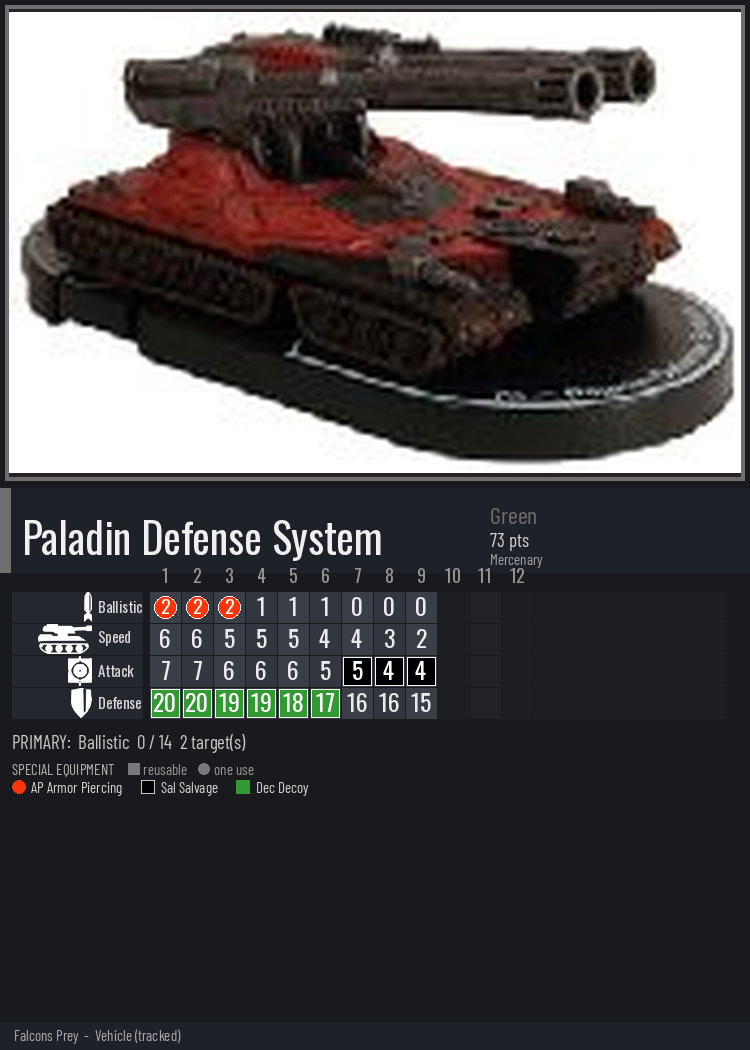 Paladin Defense System
Green
73 pts
Mercenary
1 2 3 4 5 6 7 8 9 10 11 12
Ballistic 2 2 2 1 1 1 0 0 0
Speed 6 6 5 5 5 4 4 3 2
Attack 7 7 6 6 6 5 5 4 4
Defense 20 20 19 19 18 17 16 16 15
PRIMARY: Ballistic 0 / 14 2 target(s)
SPECIAL EQUIPMENT reusable one use
AP Armor Piercing Sal Salvage Dec Decoy
Falcons Prey - Vehicle (tracked)